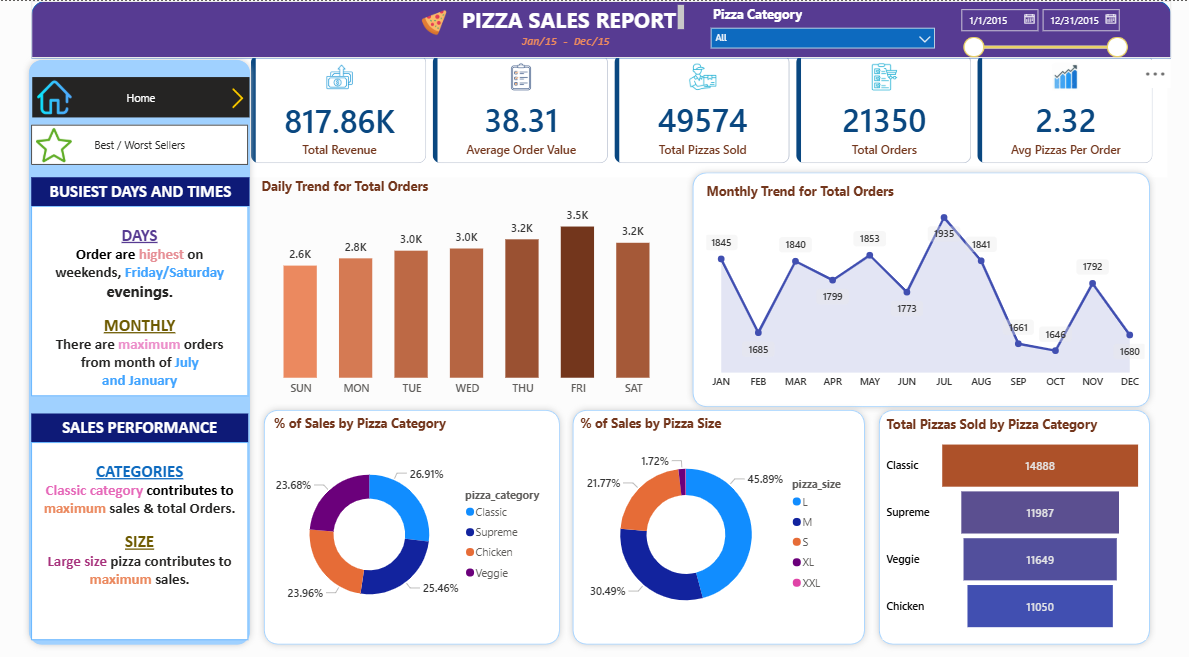 PIZZA SALES REPORT
Jan/15 - Dec/15
Pizza Category
All
1/1/2015
12/31/2015
Home
Best / Worst Sellers
817.86K
Total Revenue
38.31
Average Order Value
49574
Total Pizzas Sold
21350
Total Orders
2.32
Avg Pizzas Per Order
BUSIEST DAYS AND TIMES
DAYS
Order are highest on
weekends, Friday/Saturday
evenings.
MONTHLY
There are maximum orders
from month of July
and January
Daily Trend for Total Orders
2.6K
2.8K
3.0K
3.0K
3.2K
3.5K
3.2K
SUN
MON
TUE
WED
THU
FRI
SAT
Monthly Trend for Total Orders
1845
1685
1840
1799
1853
1773
1935
1841
1661
1646
1792
1680
JAN
FEB
MAR
APR
MAY
JUN
JUL
AUG
SEP
OCT
NOV
DEC
SALES PERFORMANCE
CATEGORIES
Classic category contributes to
maximum sales & total Orders.
SIZE
Large size pizza contributes to
maximum sales.
% of Sales by Pizza Category
26.91%
25.46%
23.96%
23.68%
pizza_category
Classic
Supreme
Chicken
Veggie
% of Sales by Pizza Size
45.89%
30.49%
21.77%
1.72%
pizza_size
L
M
S
XL
XXL
Total Pizzas Sold by Pizza Category
Classic 14888
Supreme 11987
Veggie 11649
Chicken 11050